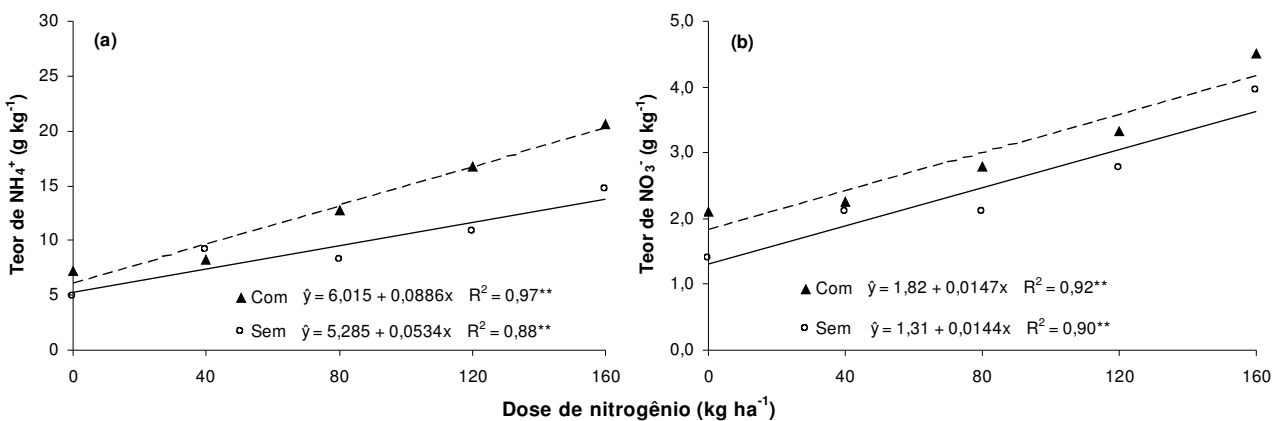 (a)
Teor de NH4+ (g kg-1)
30
25
20
15
10
5
0
▲ Com ŷ = 6,015 + 0,0886x R2 = 0,97**
○ Sem ŷ = 5,285 + 0,0534x R2 = 0,88**
0 40 80 120 160
(b)
Teor de NO3- (g kg-1)
5,0
4,0
3,0
2,0
1,0
0,0
▲ Com ŷ = 1,82 + 0,0147x R2 = 0,92**
○ Sem ŷ = 1,31 + 0,0144x R2 = 0,90**
0 40 80 120 160
Dose de nitrogênio (kg ha-1)